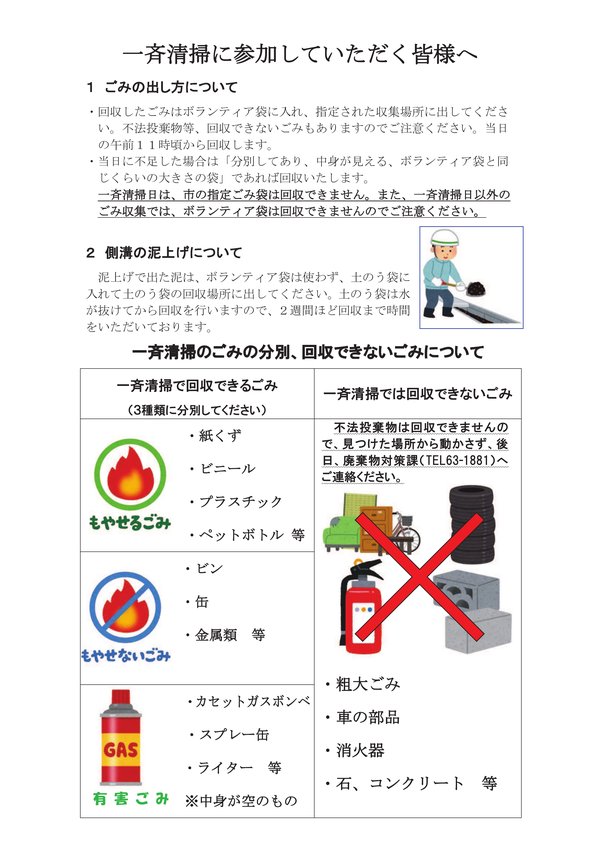 一斉清掃に参加していただく皆様へ
１ ごみの出し方について
・回収したごみはボランティア袋に入れ、指定された収集場所に出してくださ
い。不法投棄物等、回収できないごみもありますのでご注意ください。当日
の午前１１時頃から回収します。
・当日に不足した場合は「分別してあり、中身が見える、ボランティア袋と同
じくらいの大きさの袋」であれば回収いたします。
一斉清掃日は、市の指定ごみ袋は回収できません。また、一斉清掃日以外の
ごみ収集では、ボランティア袋は回収できませんのでご注意ください。
２ 側溝の泥上げについて
泥上げで出た泥は、ボランティア袋は使わず、土のう袋に
入れて土のう袋の回収場所に出してください。土のう袋は水
が抜けてから回収を行いますので、２週間ほど回収まで時間
をいただいております。
一斉清掃のごみの分別、回収できないごみについて
一斉清掃で回収できるごみ
（3種類に分別してください）
もやせるごみ
・紙くず
・ビニール
・プラスチック
・ペットボトル 等
もやせないごみ
・ビン
・缶
・金属類 等
GAS
有害ごみ
・カセットガスボンベ
・スプレー缶
・ライター 等
※中身が空のもの
一斉清掃では回収できないごみ
不法投棄物は回収できませんの
で、見つけた場所から動かさず、後
日、廃棄物対策課（TEL63-1881）へ
ご連絡ください。
・粗大ごみ
・車の部品
・消火器
・石、コンクリート 等